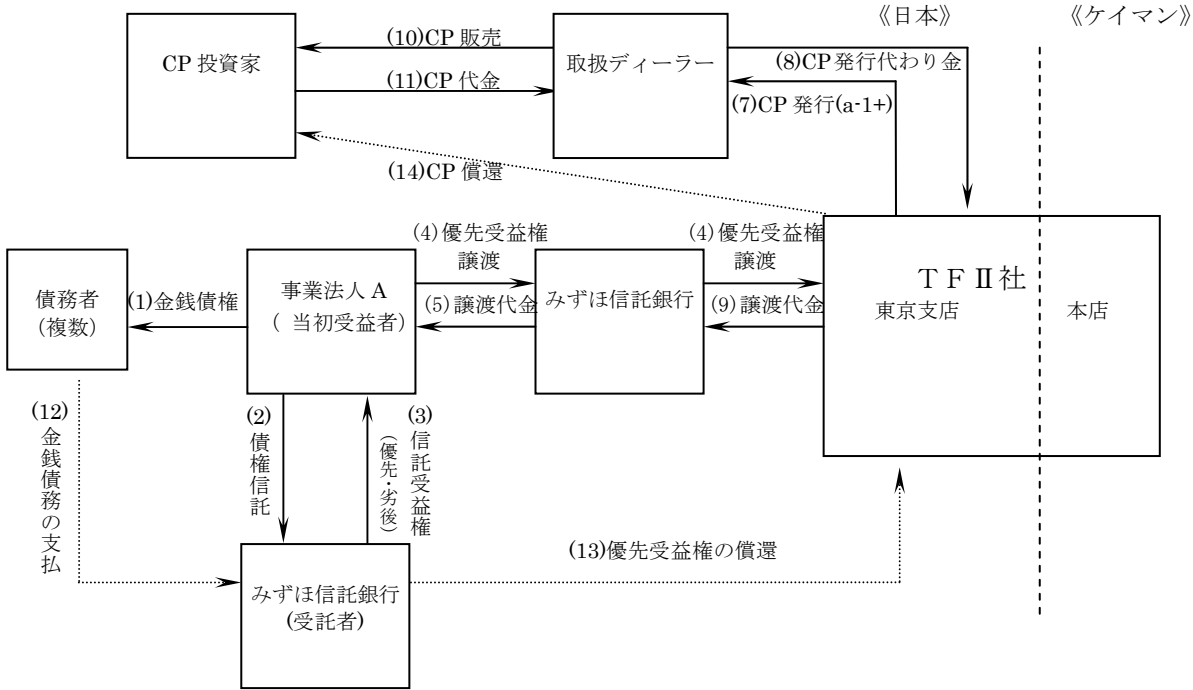 《日本》
《ケイマン》
CP 投資家
(10)CP 販売
(11)CP 代金
取扱ディーラー
(8)CP 発行代わり金
(7)CP 発行(a-1+)
(14)CP 償還
債務者
(複数)
(1)金銭債権
事業法人 A
( 当初受益者)
(4)優先受益権
譲渡
(5)譲渡代金
みずほ信託銀行
(4)優先受益権
譲渡
(9)譲渡代金
ＴＦⅡ社
東京支店
本店
(12)
金銭債務の支払
(2)
債権信託
(3)
信託受益権
(優先・劣後)
みずほ信託銀行
(受託者)
(13)優先受益権の償還